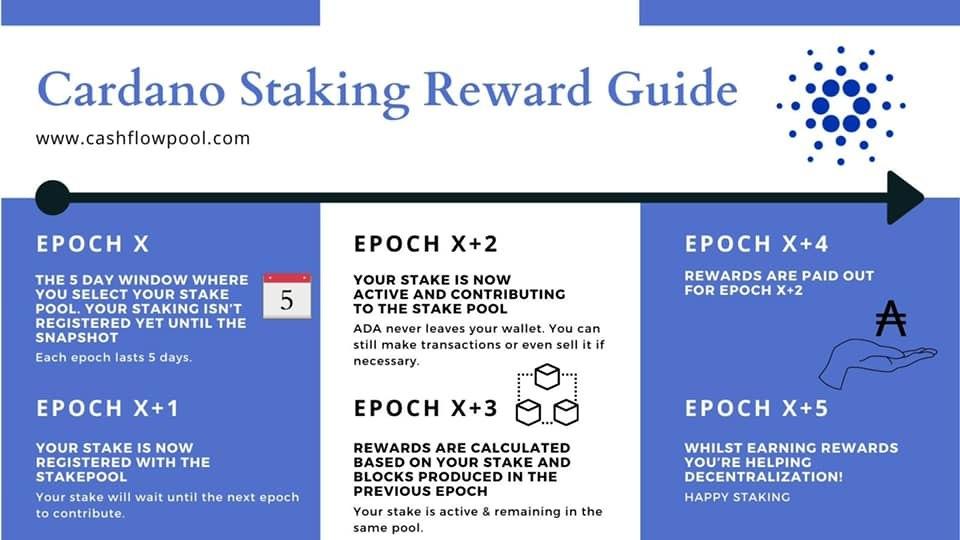 Cardano Staking Reward Guide
www.cashflowpool.com
EPOCH X
THE 5 DAY WINDOW WHERE
YOU SELECT YOUR STAKE
POOL. YOUR STAKING ISN'T
REGISTERED YET UNTIL THE
SNAPSHOT
5
Each epoch lasts 5 days.
EPOCH X+1
YOUR STAKE IS NOW
REGISTERED WITH THE
STAKEPOOL
Your stake will wait until the next epoch
to contribute.
EPOCH X+2
YOUR STAKE IS NOW
ACTIVE AND CONTRIBUTING
TO THE STAKE POOL
ADA never leaves your wallet. You can
still make transactions or even sell it if
necessary.
EPOCH X+3
REWARDS ARE CALCULATED
BASED ON YOUR STAKE AND
BLOCKS PRODUCED IN THE
PREVIOUS EPOCH
Your stake is active & remaining in the
same pool.
EPOCH X+4
REWARDS ARE PAID OUT
FOR EPOCH X+2
₳
EPOCH X+5
WHILST EARNING REWARDS
YOU'RE HELPING
DECENTRALIZATION!
HAPPY STAKING